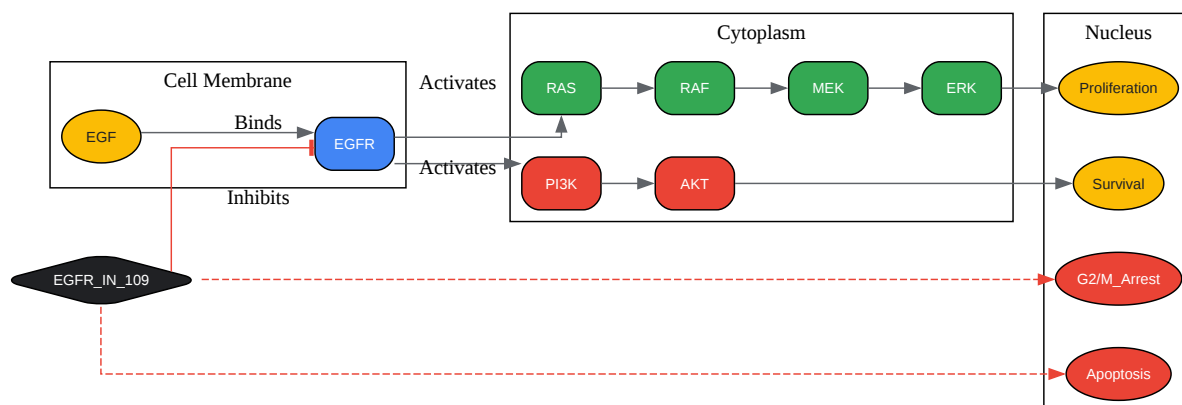 Cytoplasm
Nucleus
Cell Membrane
Activates
RAS
RAF
MEK
ERK
Proliferation
EGF
Binds
EGFR
Activates
PI3K
AKT
Survival
Inhibits
EGFR_IN_109
G2/M_Arrest
Apoptosis